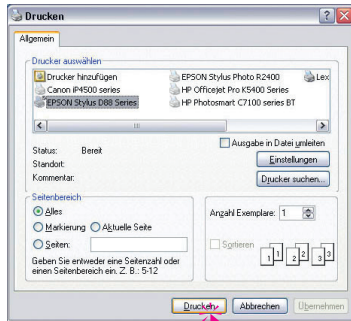 Drucken
Allgemein
Drucker auswählen
Drucker hinzufügen
Canon iP4500 series
EPSON Stylus D88 Series
EPSON Stylus Photo R2400
HP Officejet Pro K5400 Series
HP Photosmart C7100 series BT
Lex
Status: Bereit
Standort:
Kommentar:
Ausgabe in Datei umleiten
Einstellungen
Drucker suchen...
Seitenbereich
Alles
Markierung Aktuelle Seite
Seiten:
Geben Sie entweder eine Seitenzahl oder
einen Seitenbereich ein. Z. B.: 5-12
Anzahl Exemplare: 1
Sortieren
1 1 2 2 3 3
Drucken Abbrechen Übernehmen